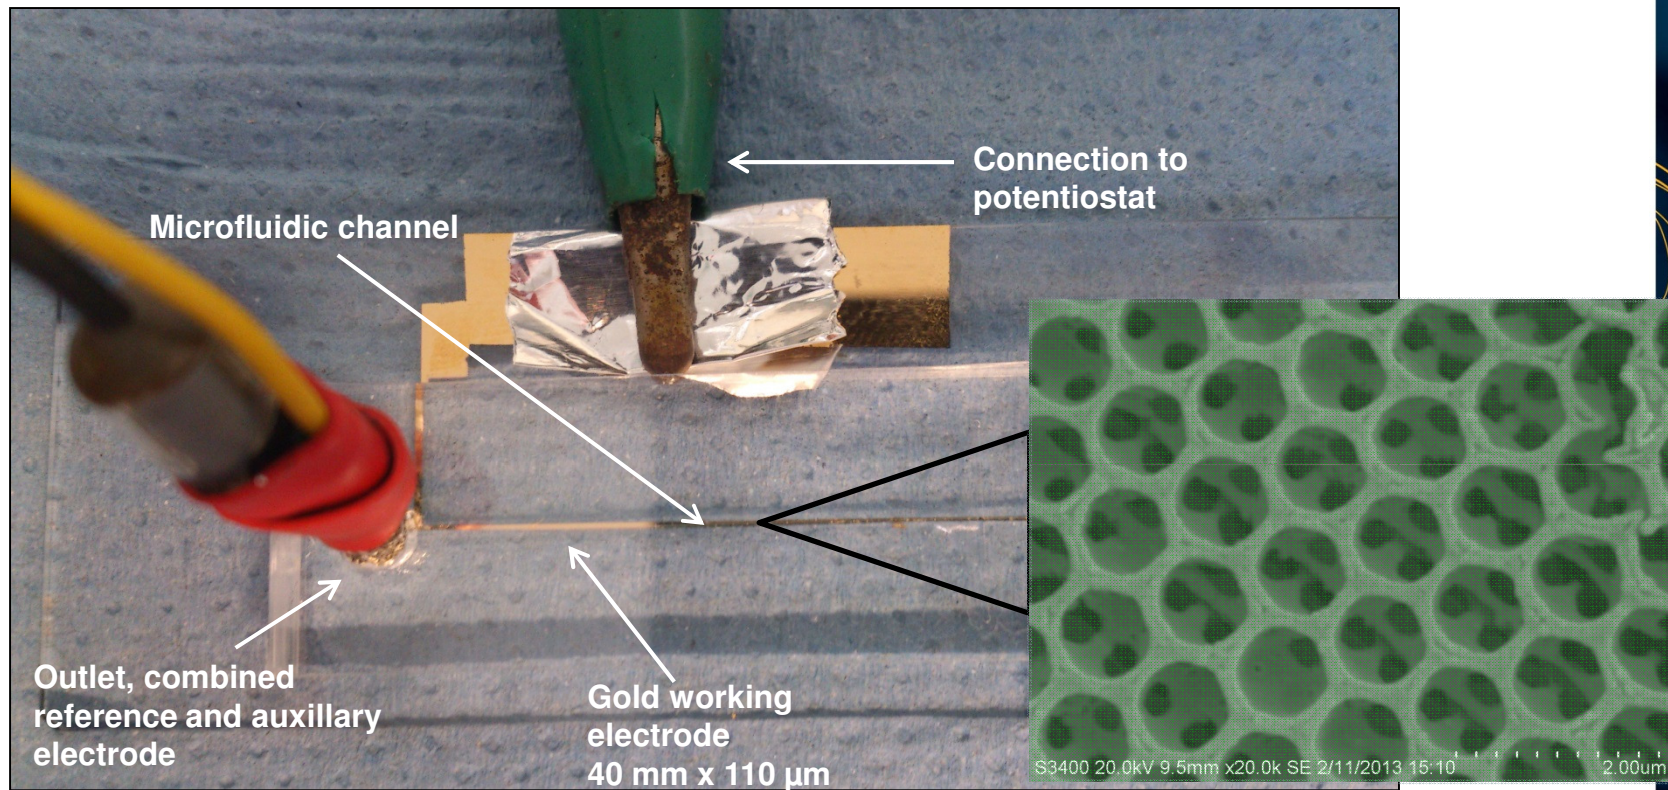 Connection to
potentiostat
Microfluidic channel
Outlet, combined
reference and auxillary
electrode
Gold working
electrode
40 mm x 110 µm
S3400 20.0kV 9.5mm x20.0k SE 2/11/2013 15:10
2.00um